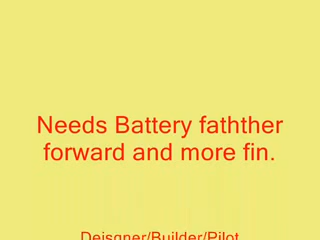 Needs Battery fathther
forward and more fin.
Deisgner/Builder/Pilot